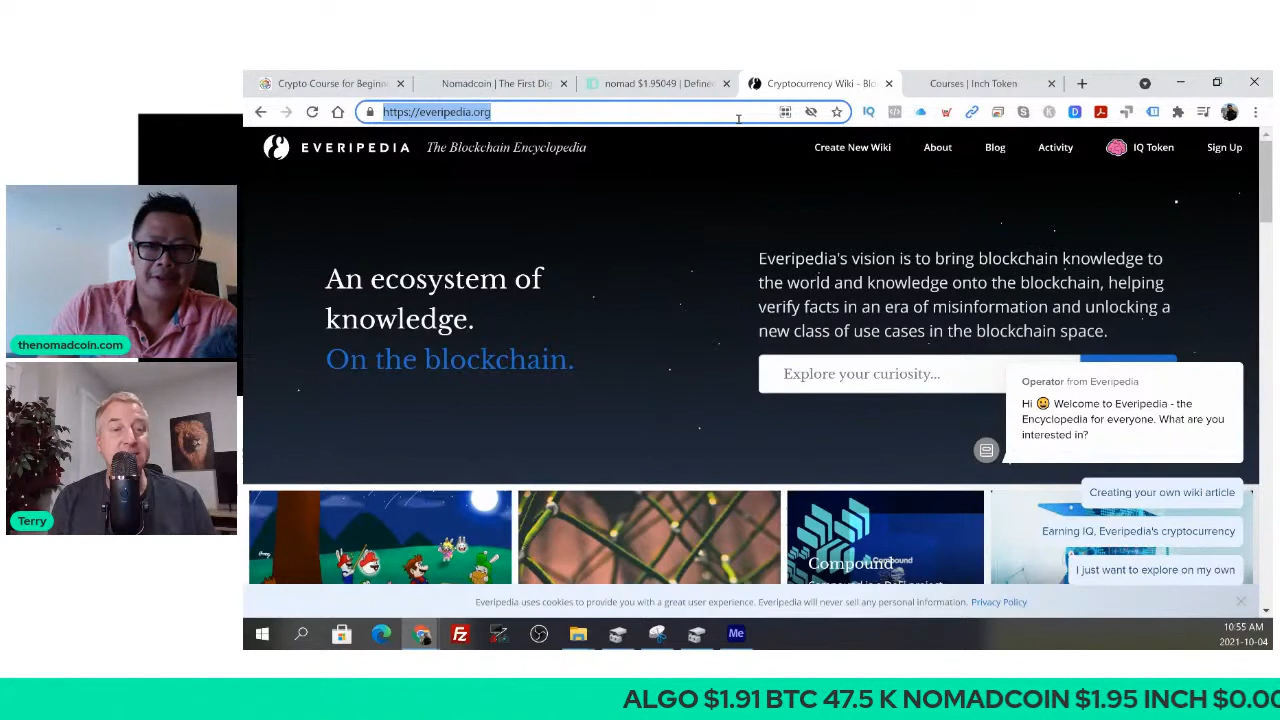 Crypto Course for Beginn
Nomadcoin | The First Dig
nomad $1.95049 | Define
Cryptocurrency Wiki - Blo
Courses | Inch Token
https://everipedia.org
EVERIPEDIA The Blockchain Encyclopedia
Create New Wiki About Blog Activity IQ Token Sign Up
An ecosystem of
knowledge.
On the blockchain.
Everipedia's vision is to bring blockchain knowledge to
the world and knowledge onto the blockchain, helping
verify facts in an era of misinformation and unlocking a
new class of use cases in the blockchain space.
Explore your curiosity...
Operator from Everipedia
Hi 😀 Welcome to Everipedia - the
Encyclopedia for everyone. What are you
interested in?
Creating your own wiki article
Earning IQ, Everipedia's cryptocurrency
I just want to explore on my own
thenomadcoin.com
Terry
Compound
Compound
Compound is a DeFi project
Everipedia uses cookies to provide you with a great user experience. Everipedia will never sell any personal information. Privacy Policy
Me
10:55 AM
2021-10-04
ALGO $1.91 BTC 47.5 K NOMADCOIN $1.95 INCH $0.00